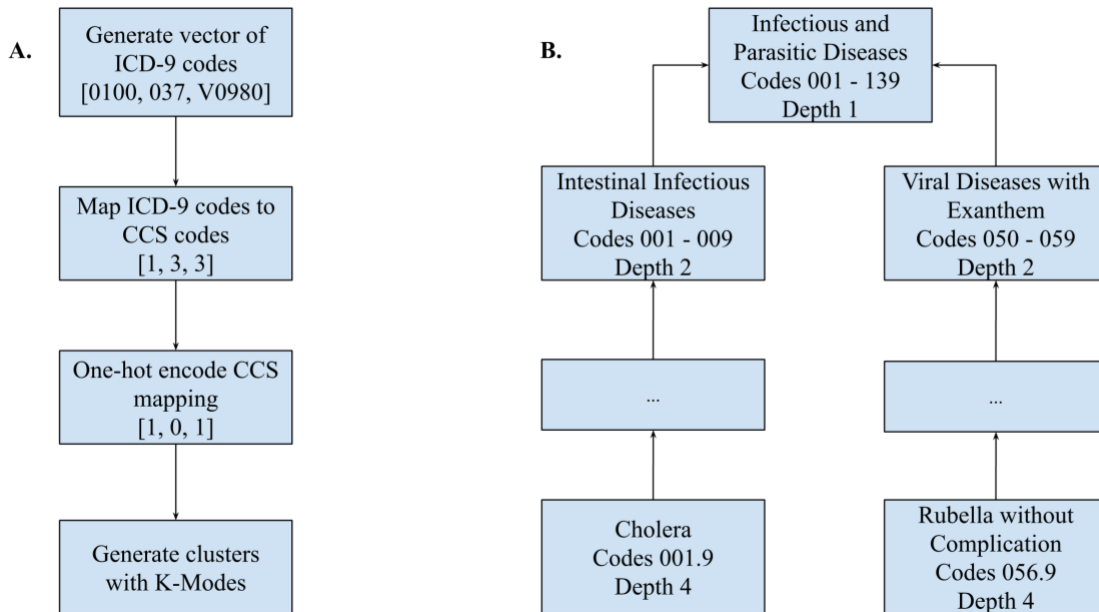 A.
Generate vector of
ICD-9 codes
[0100, 037, V0980]
Map ICD-9 codes to
CCS codes
[1, 3, 3]
One-hot encode CCS
mapping
[1, 0, 1]
Generate clusters
with K-Modes
B.
Infectious and
Parasitic Diseases
Codes 001 - 139
Depth 1
Intestinal Infectious
Diseases
Codes 001 - 009
Depth 2
Viral Diseases with
Exanthem
Codes 050 - 059
Depth 2
...
...
Cholera
Codes 001.9
Depth 4
Rubella without
Complication
Codes 056.9
Depth 4